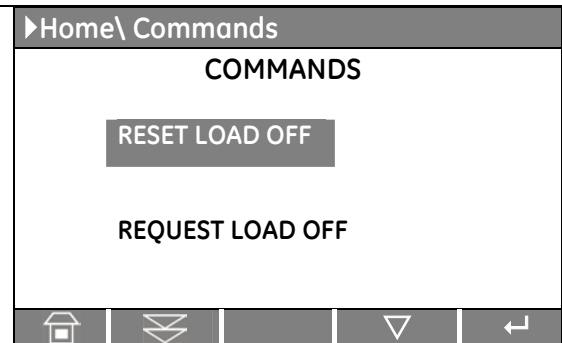 Home\ Commands
COMMANDS
RESET LOAD OFF
REQUEST LOAD OFF